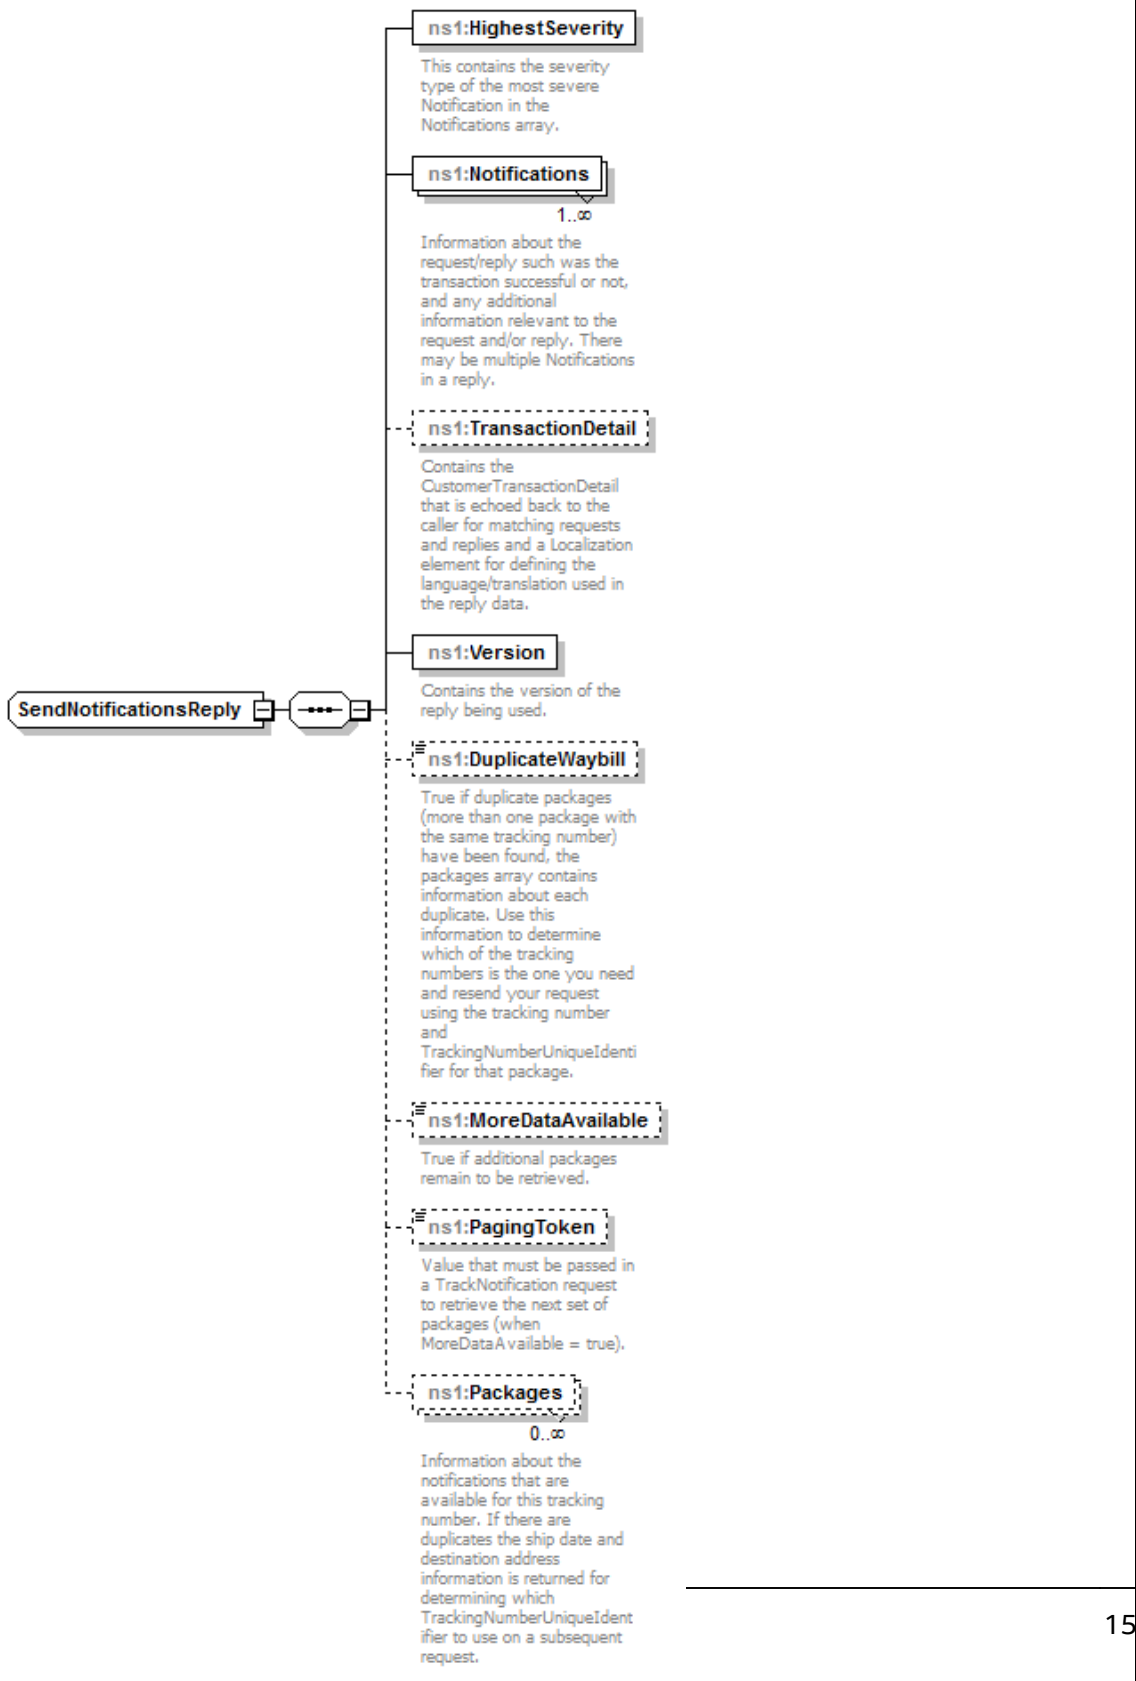 ns1:HighestSeverity
This contains the severity
type of the most severe
Notification in the
Notifications array.
ns1:Notifications
1..∞
Information about the
request/reply such was the
transaction successful or not,
and any additional
information relevant to the
request and/or reply. There
may be multiple Notifications
in a reply.
ns1:TransactionDetail
Contains the
CustomerTransactionDetail
that is echoed back to the
caller for matching requests
and replies and a Localization
element for defining the
language/translation used in
the reply data.
ns1:Version
Contains the version of the
reply being used.
SendNotificationsReply
ns1:DuplicateWaybill
True if duplicate packages
(more than one package with
the same tracking number)
have been found, the
packages array contains
information about each
duplicate. Use this
information to determine
which of the tracking
numbers is the one you need
and resend your request
using the tracking number
and
TrackingNumberUniqueIdenti
fier for that package.
ns1:MoreDataAvailable
True if additional packages
remain to be retrieved.
ns1:PagingToken
Value that must be passed in
a TrackNotification request
to retrieve the next set of
packages (when
MoreDataAvailable = true).
ns1:Packages
0..∞
Information about the
notifications that are
available for this tracking
number. If there are
duplicates the ship date and
destination address
information is returned for
determining which
TrackingNumberUniqueIdent
ifier to use on a subsequent
request.
15